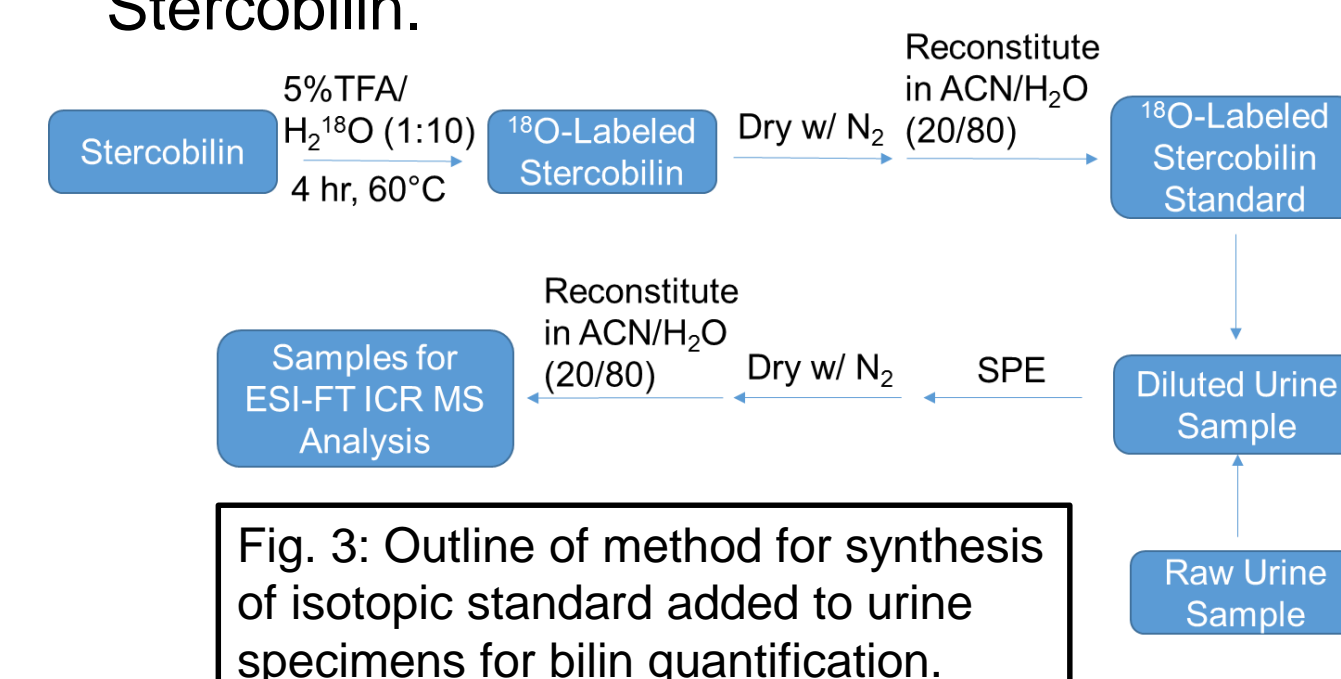 Stercobilin.
5%TFA/
H₂¹⁸O (1:10)
4 hr, 60°C
Stercobilin
¹⁸O-Labeled
Stercobilin
Dry w/ N₂
Reconstitute
in ACN/H₂O
(20/80)
¹⁸O-Labeled
Stercobilin
Standard
Diluted Urine
Sample
Raw Urine
Sample
SPE
Dry w/ N₂
Reconstitute
in ACN/H₂O
(20/80)
Samples for
ESI-FT ICR MS
Analysis
Fig. 3: Outline of method for synthesis
of isotopic standard added to urine
specimens for bilin quantification.